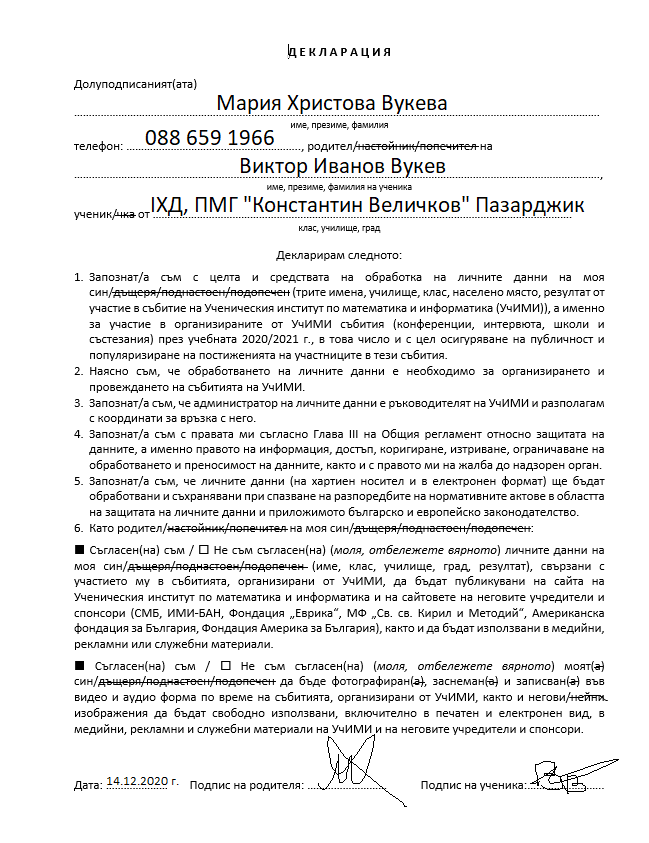 ДЕКЛАРАЦИЯ
Долуподписаният(ата)
Мария Христова Вукева
име, презиме, фамилия
телефон: 088 659 1966, родител/настойник/попечител на
Виктор Иванов Вукев,
име, презиме, фамилия на ученика
ученик/чка от IXД, ПМГ "Константин Величков" Пазарджик
клас, училище, град
Декларирам следното:
1. Запознат/а съм с целта и средствата за обработка на личните данни на моя
син/дъщеря/поднастоен/подопечен (трите имена, училище, клас, населено място, резултат от
участие в събитие на Ученическия институт по математика и информатика (УчИМИ)), а именно
за участие в организираните от УчИМИ събития (конференции, интервюта, школи и
състезания) през учебната 2020/2021 г., в това число и с цел осигуряване на публичност и
популяризиране на постиженията на участниците в тези събития.
2. Наясно съм, че обработването на личните данни е необходимо за организирането и
провеждането на събитията на УчИМИ.
3. Запознат/а съм, че администратор на личните данни е ръководителят на УчИМИ и разполагам
с координати за връзка с него.
4. Запознат/а съм с правата ми съгласно Глава III на Общия регламент относно защитата на
данните, а именно правото на информация, достъп, коригиране, изтриване, ограничаване на
обработването и преносимост на данните, както и с правото ми на жалба до надзорен орган.
5. Запознат/а съм, че личните данни (на хартиен носител и в електронен формат) ще бъдат
обработвани и съхранявани при спазване на разпоредбите на нормативните актове в областта
на защитата на личните данни и приложимото българско и европейско законодателство.
6. Като родител/настойник/попечител на моя син/дъщеря/поднастоен/подопечен:
■ Съгласен(на) съм / ☐ Не съм съгласен(на) (моля, отбележете вярното) личните данни на
моя син/дъщеря/поднастоен/подопечен (име, клас, училище, град, резултат), свързани с
участието му в събитията, организирани от УчИМИ, да бъдат публикувани на сайта на
Ученическия институт по математика и информатика и на сайтовете на неговите учредители и
спонсори (СМБ, ИМИ-БАН, Фондация „Еврика“, МФ „Св. св. Кирил и Методий“, Американска
фондация за България, Фондация Америка за България), както и да бъдат използвани в медийни,
рекламни или служебни материали.
■ Съгласен(на) съм / ☐ Не съм съгласен(на) (моля, отбележете вярното) моят(а)
син/дъщеря/поднастоен/подопечен да бъде фотографиран(а), заснеман(а) и записван(а) във
видео и аудио форма по време на събитията, организирани от УчИМИ, както и негови/нейни
изображения да бъдат свободно използвани, включително в печатен и електронен вид, в
медийни, рекламни и служебни материали на УчИМИ и на неговите учредители и спонсори.
Дата: 14.12.2020 г. Подпис на родителя: Подпис на ученика: